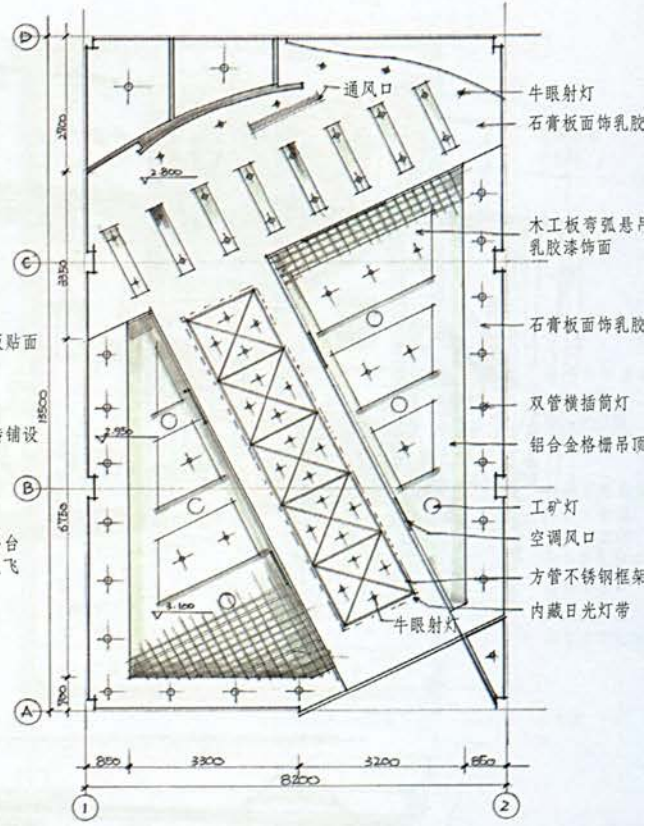 D
通风口
牛眼射灯
石膏板面饰乳胶
2700
2.800
木工板弯弧悬吊
乳胶漆饰面
C
3350
石膏板面饰乳胶
贴面
13500
双管横插筒灯
铺设
2.950
铝合金格栅吊顶
B
工矿灯
6750
空调风口
台
飞
方管不锈钢框架
3.100
内藏日光灯带
牛眼射灯
700
A
850
3300
3200
850
8200
1
2